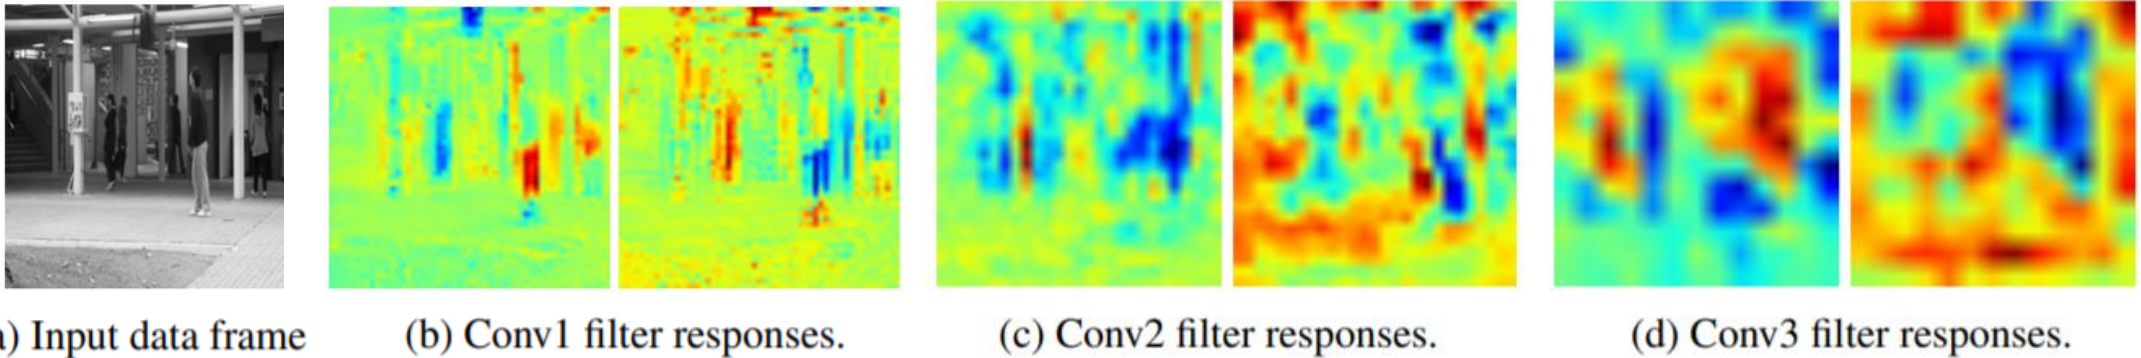 a) Input data frame
(b) Conv1 filter responses.
(c) Conv2 filter responses.
(d) Conv3 filter responses.